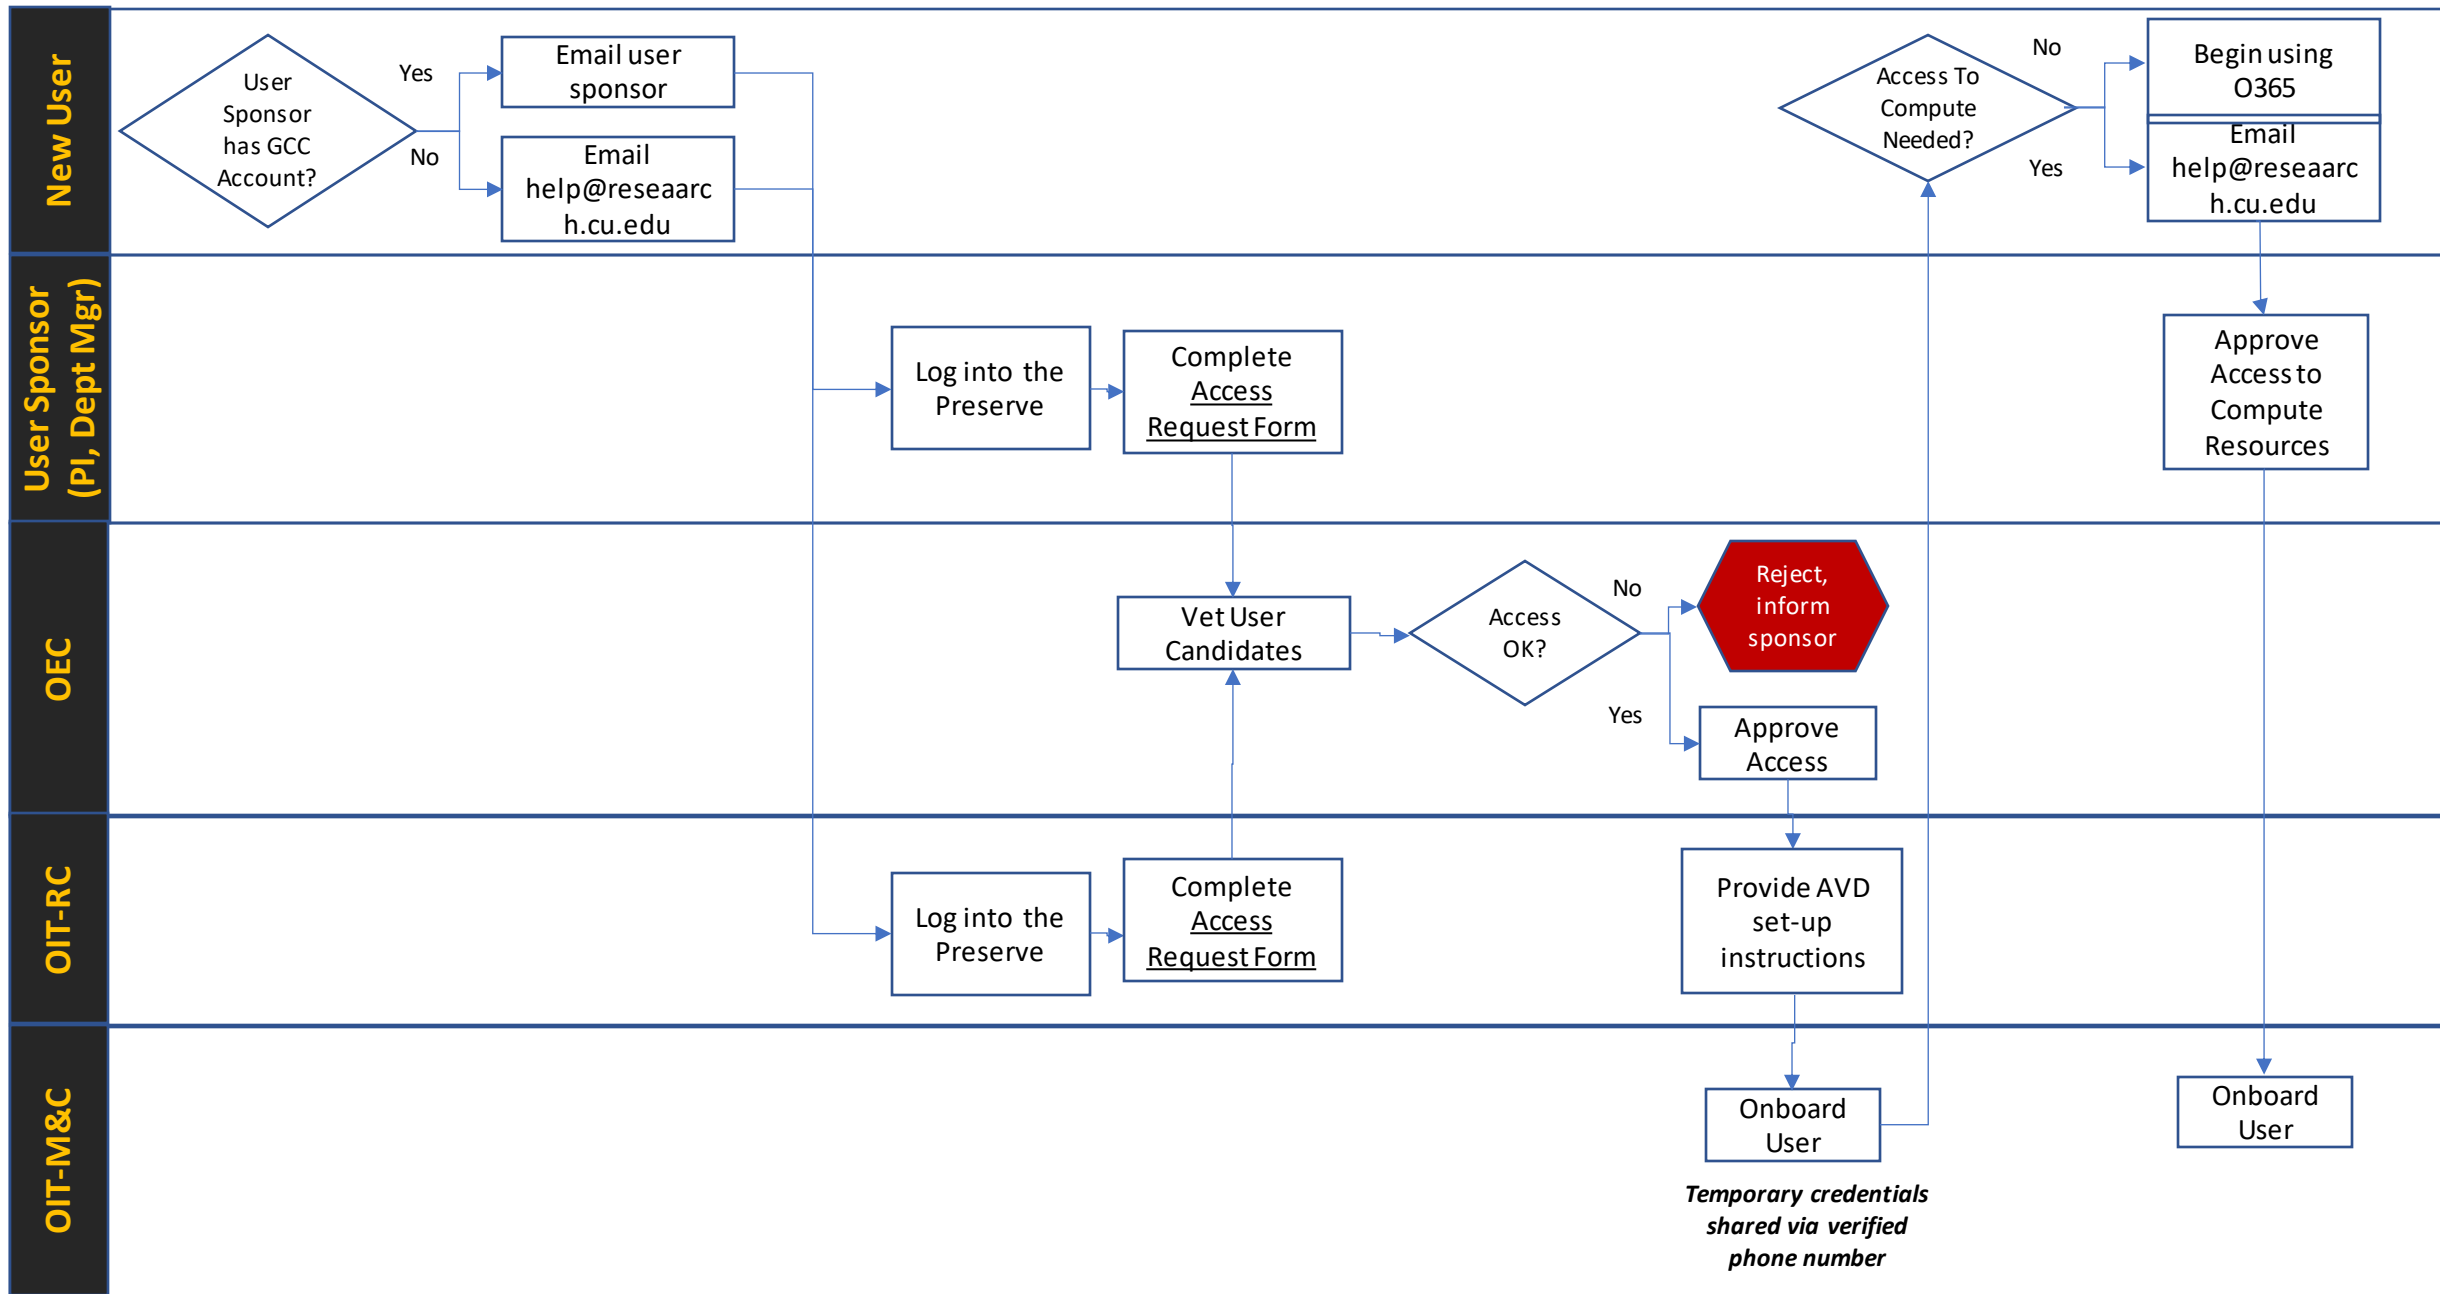 New User
User
Sponsor
has GCC
Account?
Yes
No
Email user
sponsor
Email
help@reseaarc
h.cu.edu
Access To
Compute
Needed?
No
Yes
Begin using
O365
Email
help@reseaarc
h.cu.edu
User Sponsor
(PI, Dept Mgr)
Log into the
Preserve
Complete
Access
Request Form
Approve
Access to
Compute
Resources
OEC
Vet User
Candidates
Access
OK?
No
Yes
Reject,
inform
sponsor
Approve
Access
OIT-RC
Log into the
Preserve
Complete
Access
Request Form
Provide AVD
set-up
instructions
OIT-M&C
Onboard
User
Temporary credentials
shared via verified
phone number
Onboard
User